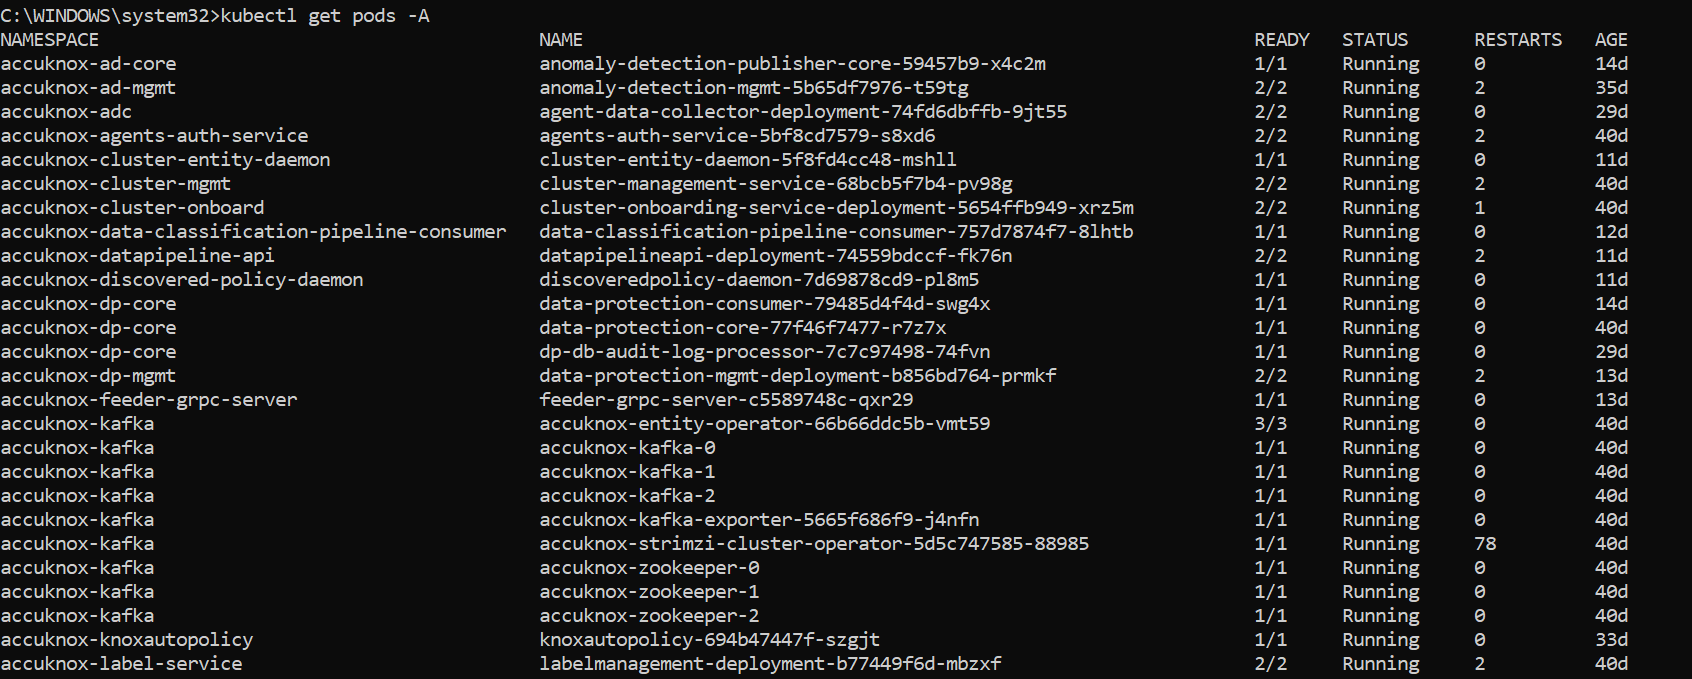 C:\WINDOWS\system32>kubectl get pods -A
NAMESPACE NAME READY STATUS RESTARTS AGE
accuknox-ad-core anomaly-detection-publisher-core-59457b9-x4c2m 1/1 Running 0 14d
accuknox-ad-mgmt anomaly-detection-mgmt-5b65df7976-t59tg 2/2 Running 2 35d
accuknox-adc agent-data-collector-deployment-74fd6dbffb-9jt55 2/2 Running 0 29d
accuknox-agents-auth-service agents-auth-service-5bf8cd7579-s8xd6 2/2 Running 2 40d
accuknox-cluster-entity-daemon cluster-entity-daemon-5f8fd4cc48-mshll 1/1 Running 0 11d
accuknox-cluster-mgmt cluster-management-service-68bcb5f7b4-pv98g 2/2 Running 2 40d
accuknox-cluster-onboard cluster-onboarding-service-deployment-5654ffb949-xrz5m 2/2 Running 1 40d
accuknox-data-classification-pipeline-consumer data-classification-pipeline-consumer-757d7874f7-8lhtb 1/1 Running 0 12d
accuknox-datapipeline-api datapipelineapi-deployment-74559bdccf-fk76n 2/2 Running 2 11d
accuknox-discovered-policy-daemon discoveredpolicy-daemon-7d69878cd9-pl8m5 1/1 Running 0 11d
accuknox-dp-core data-protection-consumer-79485d4f4d-swg4x 1/1 Running 0 14d
accuknox-dp-core data-protection-core-77f46f7477-r7z7x 1/1 Running 0 40d
accuknox-dp-core dp-db-audit-log-processor-7c7c97498-74fvn 1/1 Running 0 29d
accuknox-dp-mgmt data-protection-mgmt-deployment-b856bd764-prmkf 2/2 Running 2 13d
accuknox-feeder-grpc-server feeder-grpc-server-c5589748c-qxr29 1/1 Running 0 13d
accuknox-kafka accuknox-entity-operator-66b66ddc5b-vmt59 3/3 Running 0 40d
accuknox-kafka accuknox-kafka-0 1/1 Running 0 40d
accuknox-kafka accuknox-kafka-1 1/1 Running 0 40d
accuknox-kafka accuknox-kafka-2 1/1 Running 0 40d
accuknox-kafka accuknox-kafka-exporter-5665f686f9-j4nfn 1/1 Running 0 40d
accuknox-kafka accuknox-strimzi-cluster-operator-5d5c747585-88985 1/1 Running 78 40d
accuknox-kafka accuknox-zookeeper-0 1/1 Running 0 40d
accuknox-kafka accuknox-zookeeper-1 1/1 Running 0 40d
accuknox-kafka accuknox-zookeeper-2 1/1 Running 0 40d
accuknox-knoxautopolicy knoxautopolicy-694b47447f-szgjt 1/1 Running 0 33d
accuknox-label-service labelmanagement-deployment-b77449f6d-mbzxf 2/2 Running 2 40d